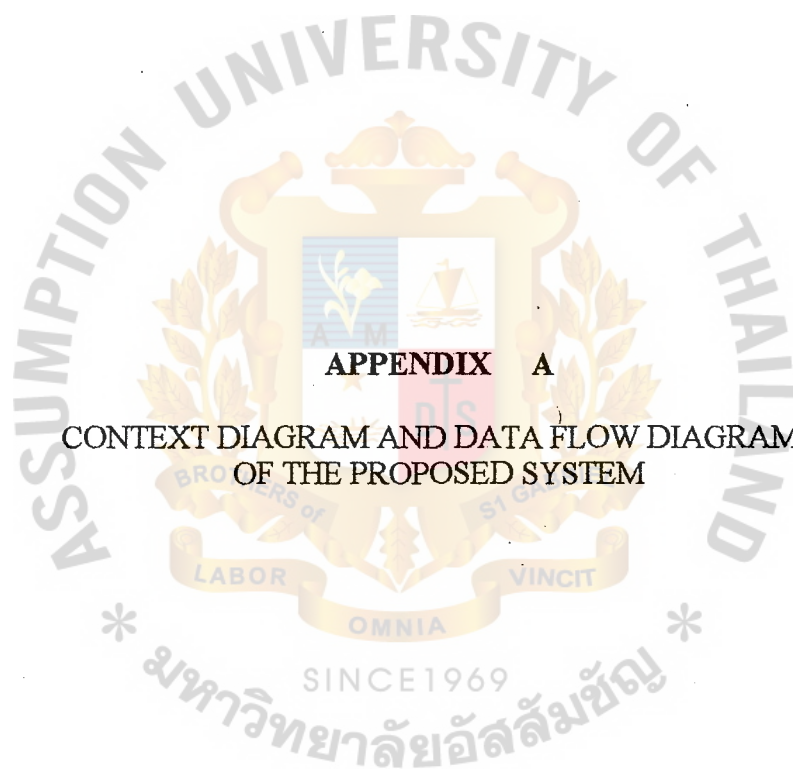 ASSUMPTION UNIVERSITY OF THAILAND
A M
APPENDIX A
D S
CONTEXT DIAGRAM AND DATA FLOW DIAGRAM
OF THE PROPOSED SYSTEM
BROTHERS of
S1 GA
LABOR
VINCIT
OMNIA
SINCE1969
มหาวิทยาลัยอัสสัมชัญ